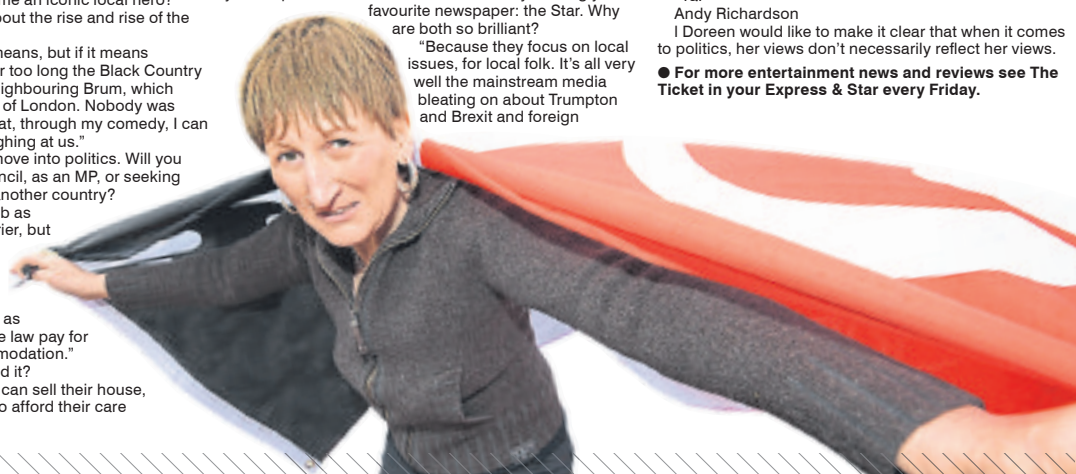 me an iconic local hero?
bout the rise and rise of the
means, but if it means
r too long the Black Country
ighbouring Brum, which
of London. Nobody was
at, through my comedy, I can
ghing at us.”
move into politics. Will you
ncil, as an MP, or seeking
another country?
b as
rier, but
as
e law pay for
modation.”
d it?
can sell their house,
o afford their care
favourite newspaper: the Star. Why
are both so brilliant?
“Because they focus on local
issues, for local folk. It’s all very
well the mainstream media
bleating on about Trumpton
and Brexit and foreign
Andy Richardson
I Doreen would like to make it clear that when it comes
to politics, her views don’t necessarily reflect her views.
● For more entertainment news and reviews see The
Ticket in your Express & Star every Friday.